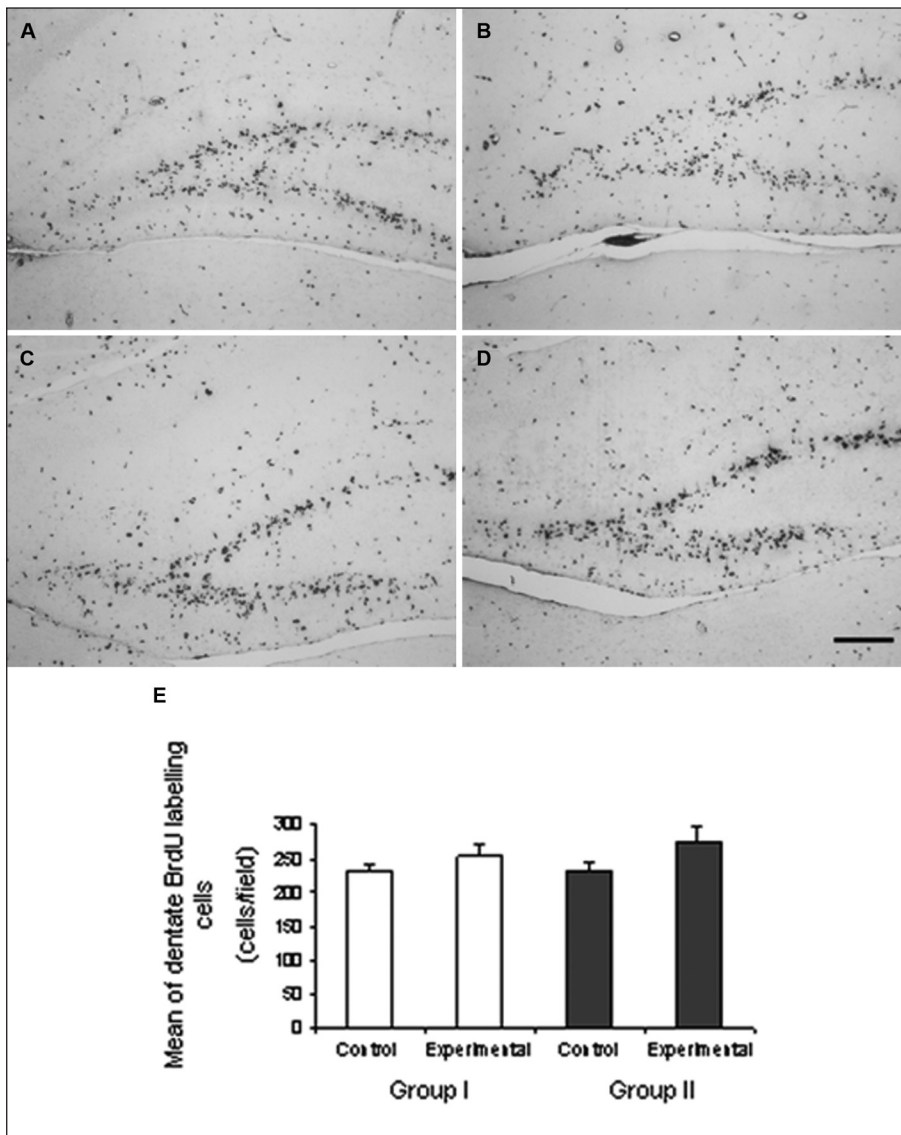 A
B
C
D
E
Mean of dentate BrdU labelling
cells
(cells/field)
300
250
200
150
100
50
0
Control
Experimental
Control
Experimental
Group I
Group II